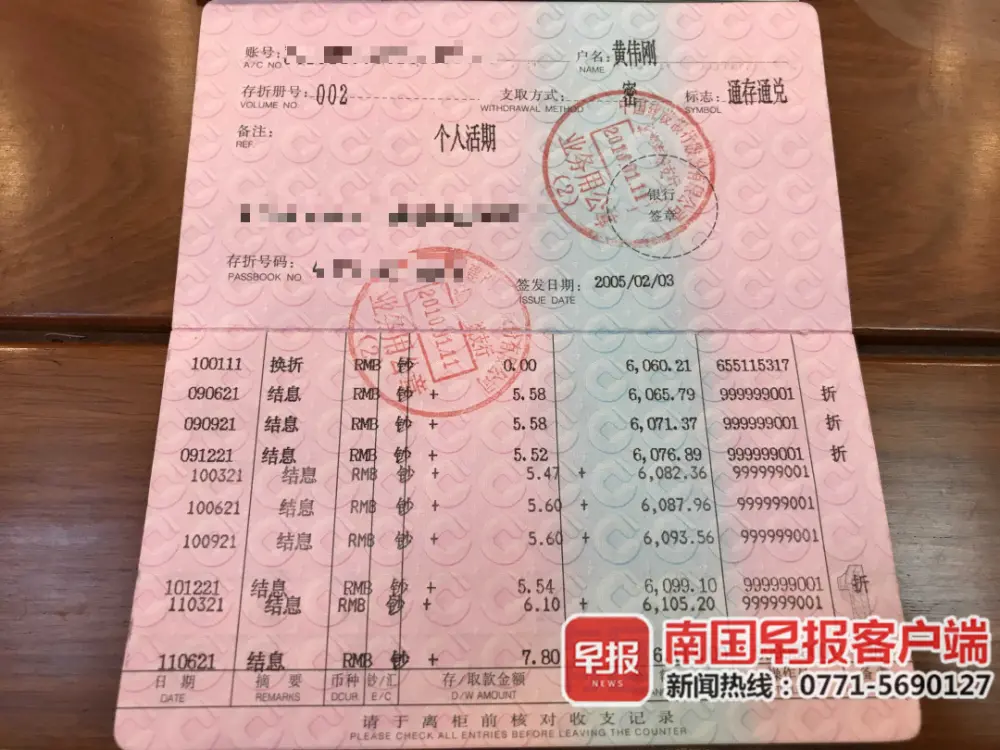 账号: 户名: 黄伟刚
A/C NO NAME
存折册号: 002 支取方式: 密 标志: 通存通兑
VOLUME NO. WITHDRAWAL METHOD SYMBOL
备注: 个人活期
REF.
业务用公章
(2)
2010.01.11
银行
签章
存折号码:
PASSBOOK NO.
签发日期: 2005/02/03
ISSUE DATE
2010.01.11
(2)
100111 换折 RMB 钞 0.00 6,060.21 655115317
090621 结息 RMB 钞 + 5.58 6,065.79 999999001 折
090921 结息 RMB 钞 + 5.58 6,071.37 999999001 折
091221 结息 RMB 钞 + 5.52 6,076.89 999999001 折
100321 结息 RMB 钞 + 5.47 + 6,082.36 999999001
100621 结息 RMB 钞 + 5.60 + 6,087.96 999999001
100921 结息 RMB 钞 + 5.60 + 6,093.56 999999001
101221 结息 RMB 钞 + 5.54 6,099.10 999999001 折
110321 结息 RMB 钞 + 6.10 + 6,105.20 999999001
110621 结息 RMB 钞 + 7.80
日期 摘要 币种 钞/汇 存/取款金额
DATE REMARKS DCUR E/C D/W AMOUNT
请于离柜前核对收支记录
PLEASE CHECK ALL ENTRIES BEFORE LEAVING THE COUNTER
早报
NEWS
南国早报客户端
新闻热线:0771-5690127